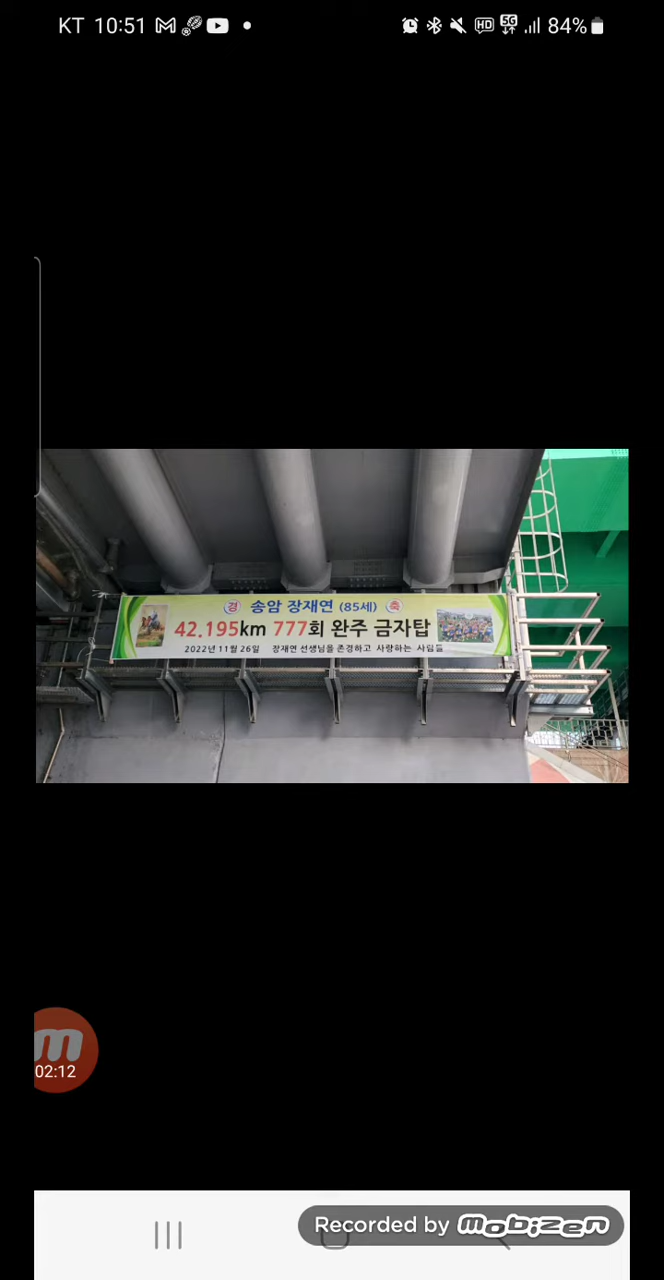 KT 10:51
HD 5G 84%
경 송암 장재연 (85세) 축
42.195km 777회 완주 금자탑
2022년 11월 26일 장재연 선생님을 존경하고 사랑하는 사람들
m
02:12
Recorded by mobizen